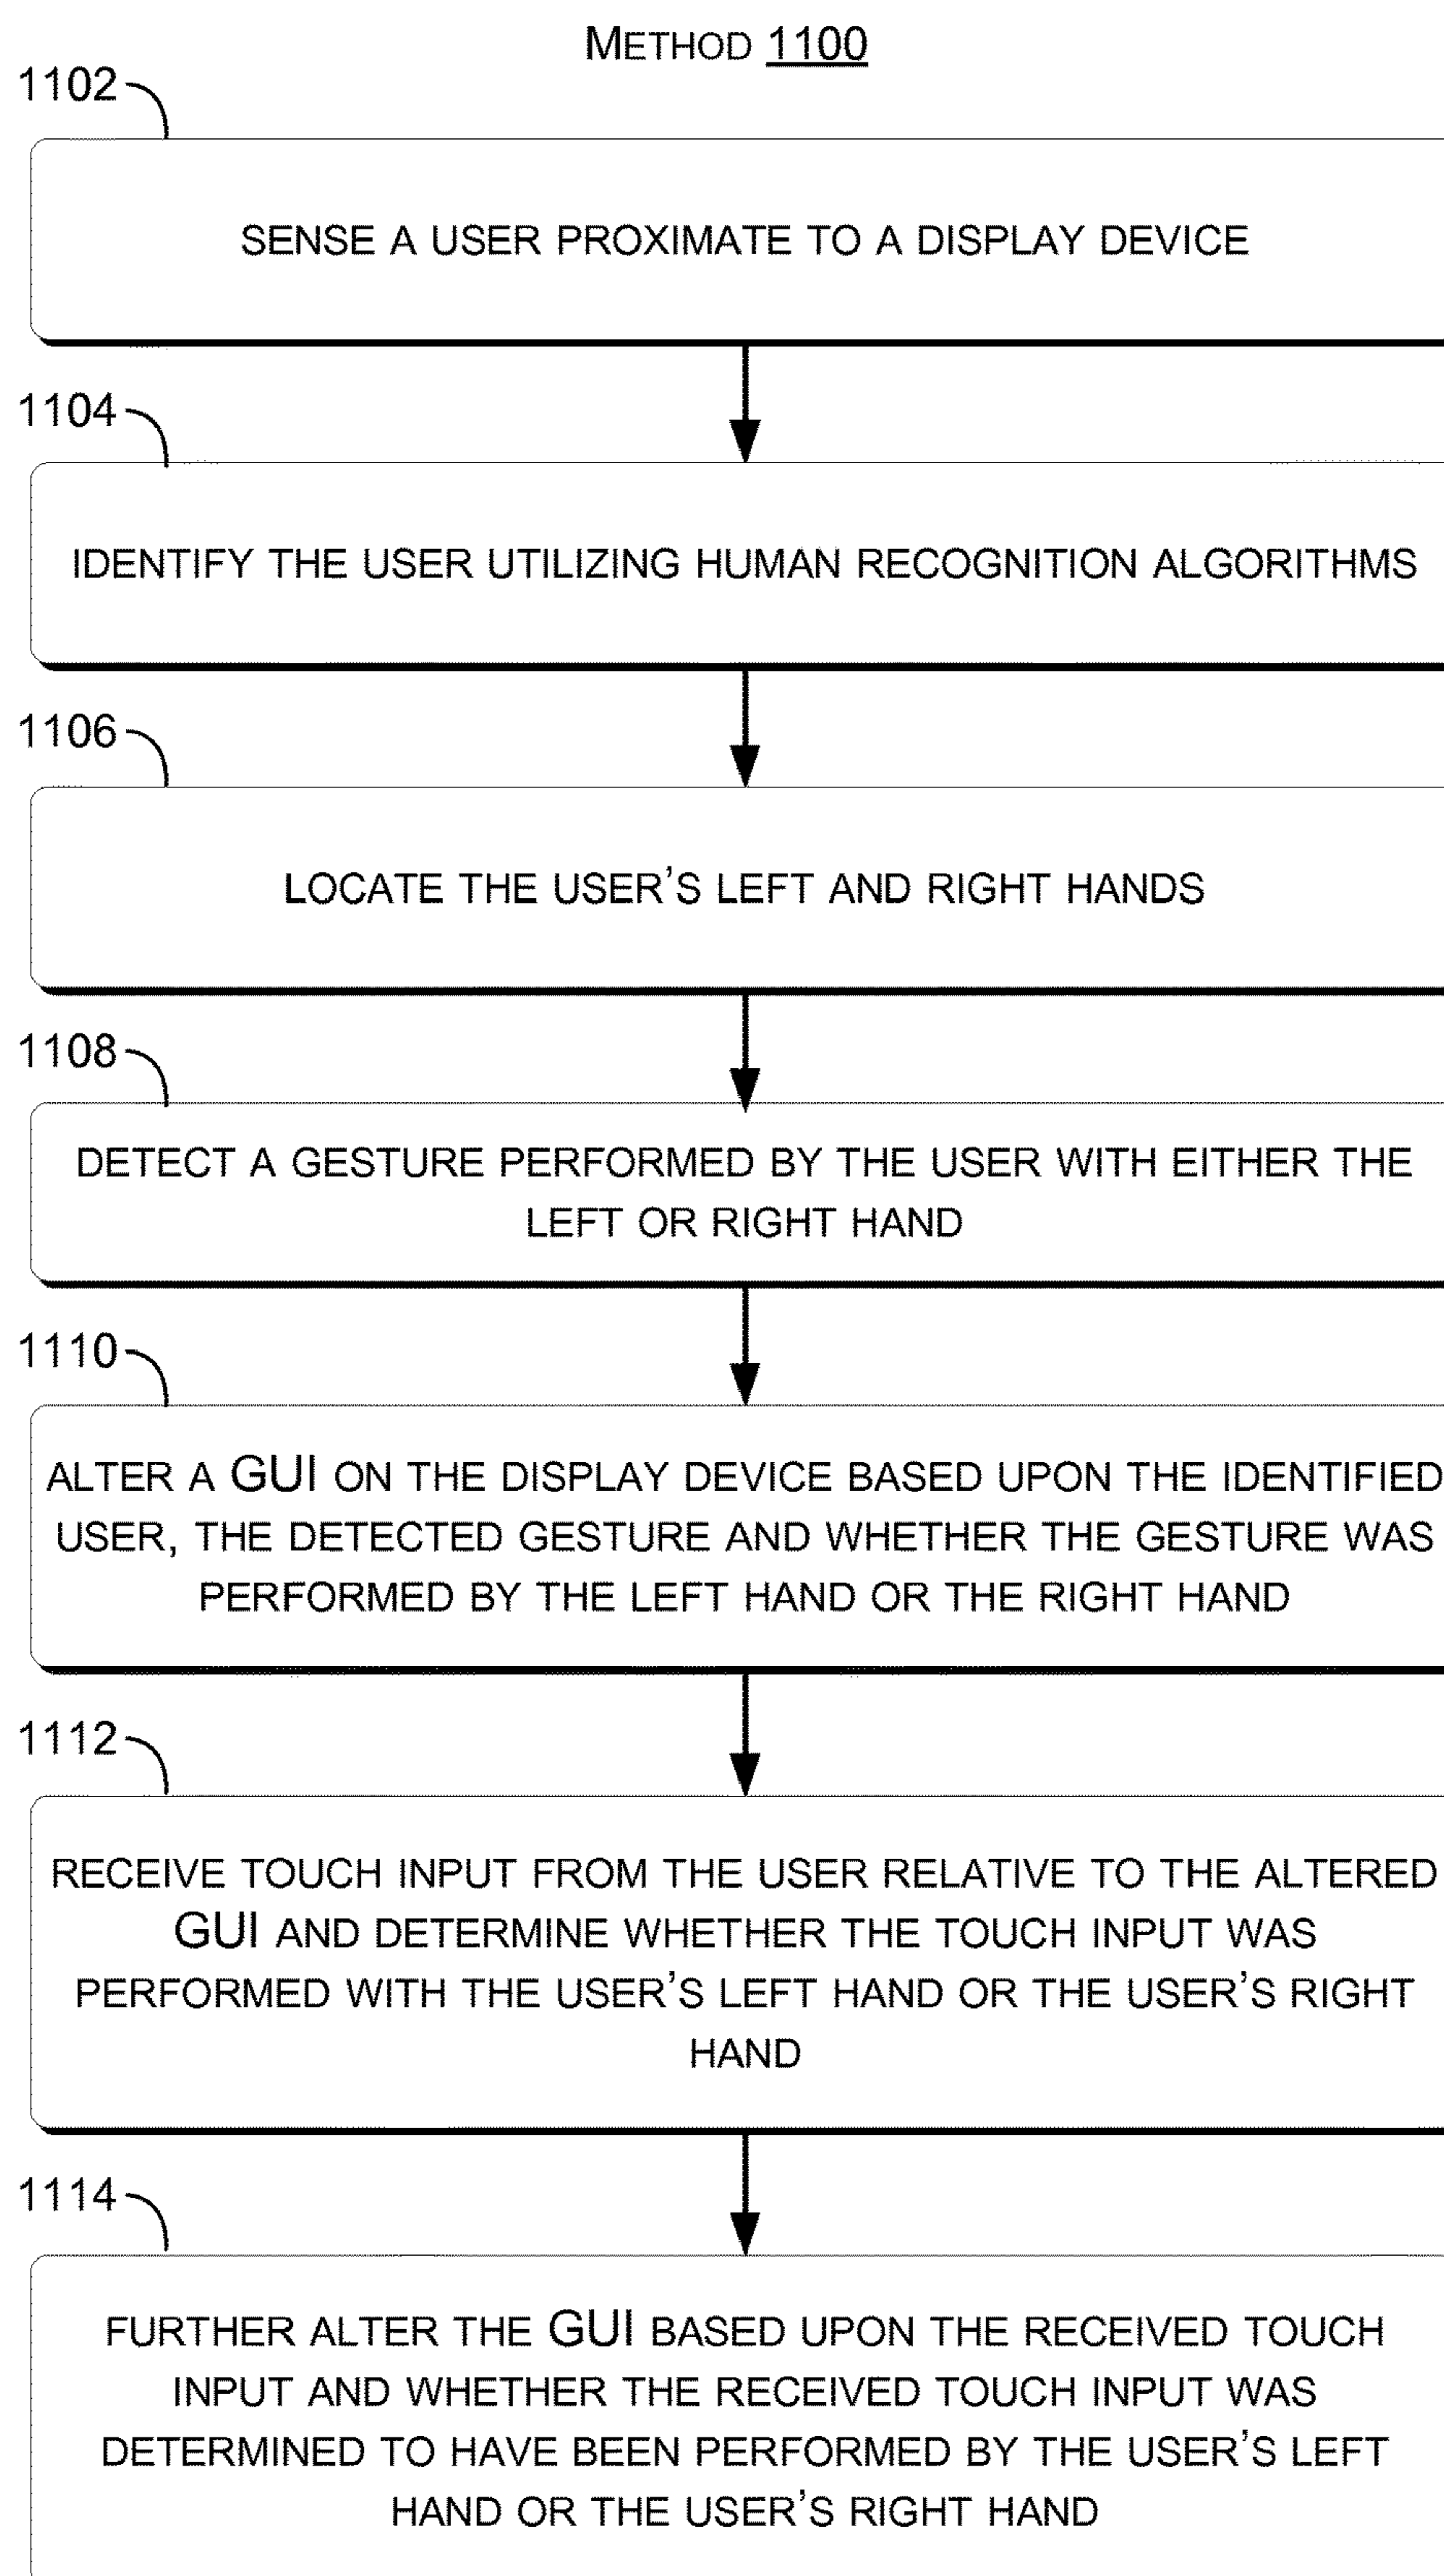 METHOD 1100
1102
SENSE A USER PROXIMATE TO A DISPLAY DEVICE
1104
IDENTIFY THE USER UTILIZING HUMAN RECOGNITION ALGORITHMS
1106
LOCATE THE USER'S LEFT AND RIGHT HANDS
1108
DETECT A GESTURE PERFORMED BY THE USER WITH EITHER THE
LEFT OR RIGHT HAND
1110
ALTER A GUI ON THE DISPLAY DEVICE BASED UPON THE IDENTIFIED
USER, THE DETECTED GESTURE AND WHETHER THE GESTURE WAS
PERFORMED BY THE LEFT HAND OR THE RIGHT HAND
1112
RECEIVE TOUCH INPUT FROM THE USER RELATIVE TO THE ALTERED
GUI AND DETERMINE WHETHER THE TOUCH INPUT WAS
PERFORMED WITH THE USER'S LEFT HAND OR THE USER'S RIGHT
HAND
1114
FURTHER ALTER THE GUI BASED UPON THE RECEIVED TOUCH
INPUT AND WHETHER THE RECEIVED TOUCH INPUT WAS
DETERMINED TO HAVE BEEN PERFORMED BY THE USER'S LEFT
HAND OR THE USER'S RIGHT HAND